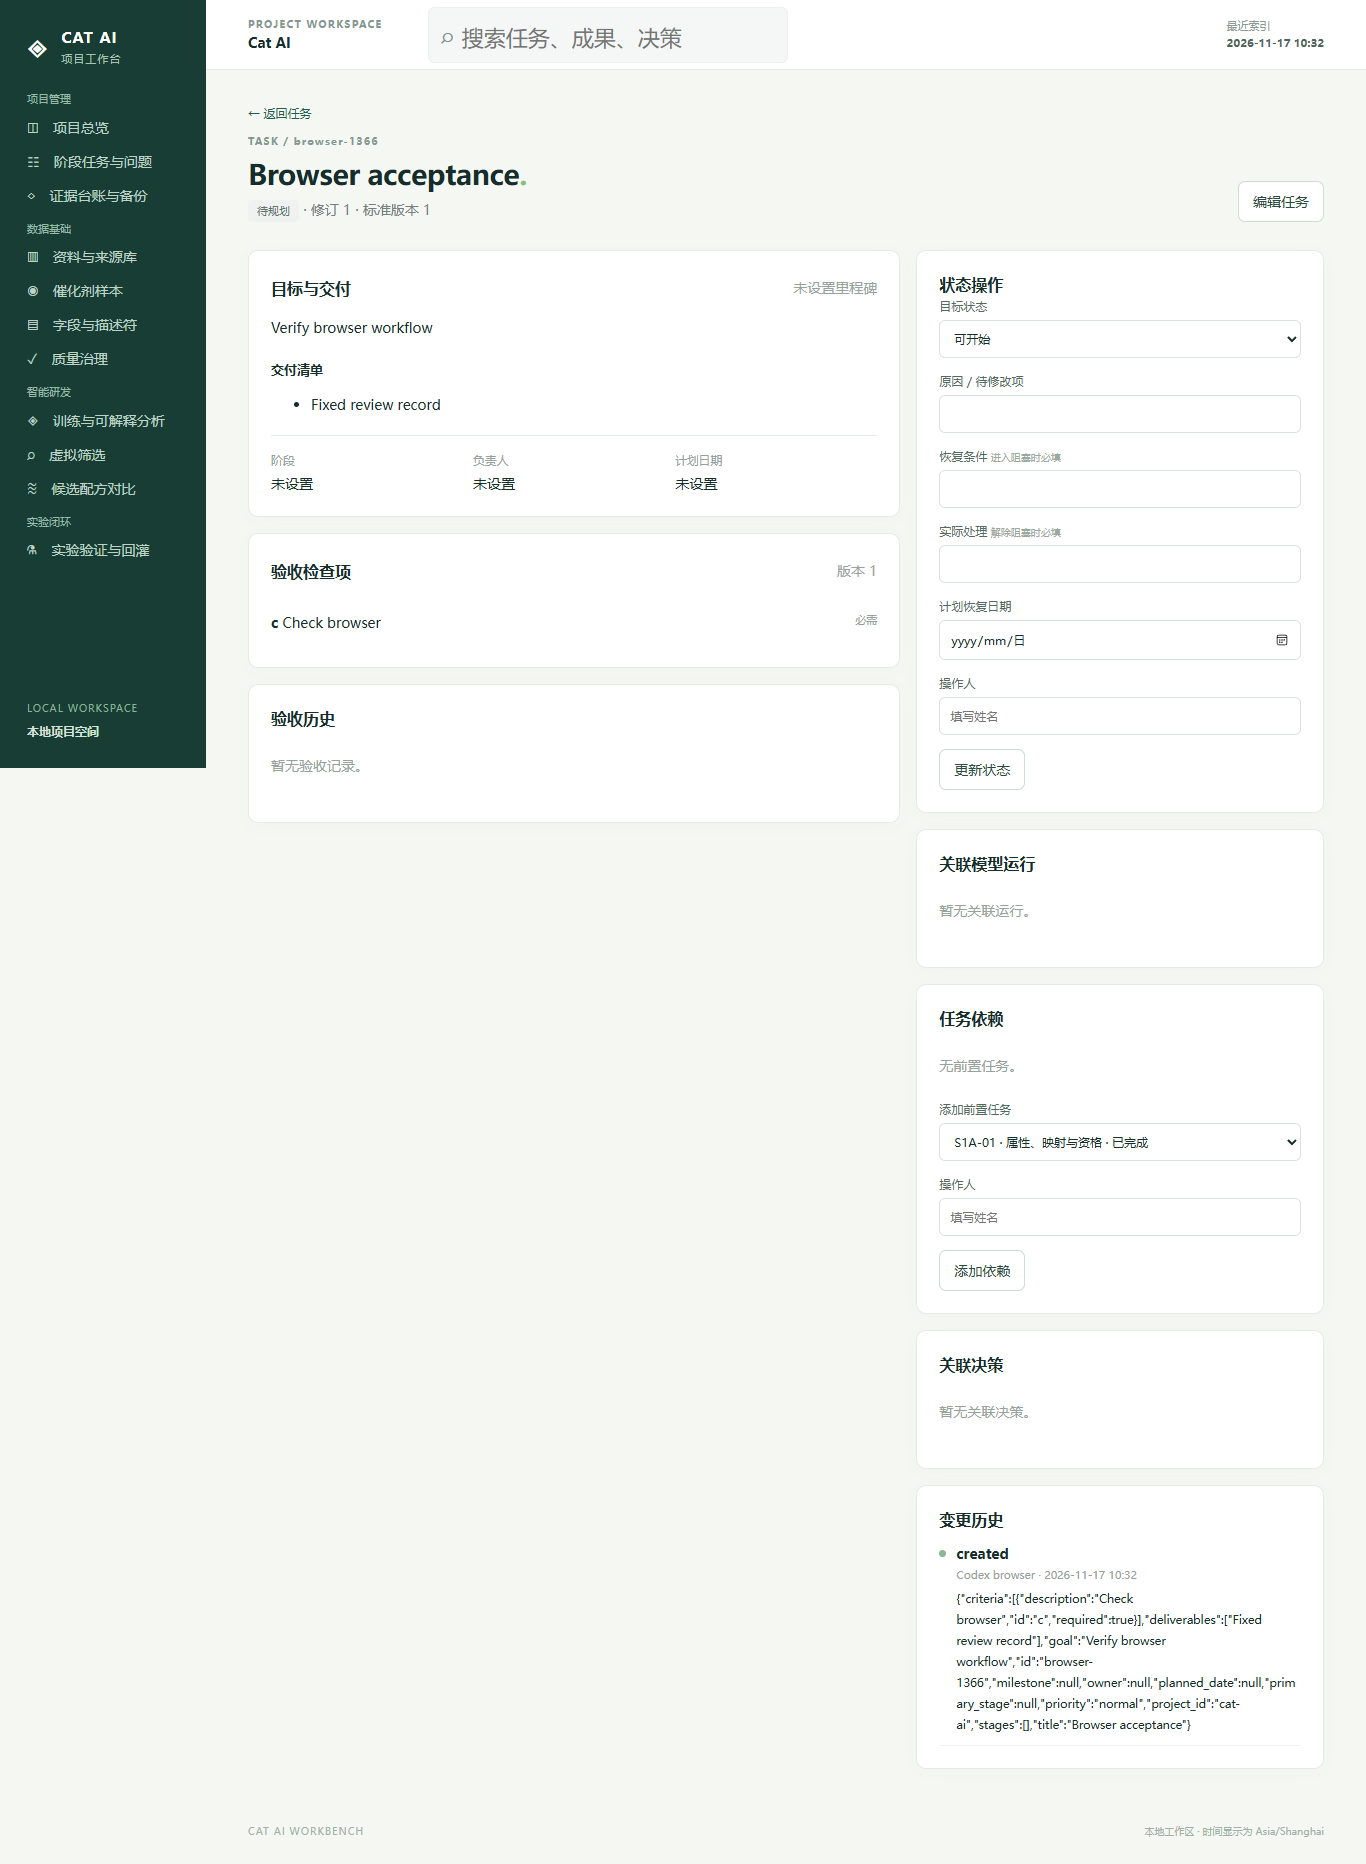 CAT AI
项目工作台
项目管理
项目总览
阶段任务与问题
证据台账与备份
数据基础
资料与来源库
催化剂样本
字段与描述符
质量治理
智能研发
训练与可解释分析
虚拟筛选
候选配方对比
实验闭环
实验验证与回灌
LOCAL WORKSPACE
本地项目空间
PROJECT WORKSPACE
Cat AI
搜索任务、成果、决策
最近索引
2026-11-17 10:32
← 返回任务
TASK / browser-1366
Browser acceptance.
待规划 · 修订 1 · 标准版本 1
编辑任务
目标与交付
未设置里程碑
Verify browser workflow
交付清单
• Fixed review record
阶段
未设置
负责人
未设置
计划日期
未设置
验收检查项
版本 1
c Check browser
必需
验收历史
暂无验收记录。
状态操作
目标状态
可开始
原因 / 待修改项
恢复条件 进入阻塞时必填
实际处理 解除阻塞时必填
计划恢复日期
yyyy/mm/日
操作人
填写姓名
更新状态
关联模型运行
暂无关联运行。
任务依赖
无前置任务。
添加前置任务
S1A-01 · 属性、映射与资格 · 已完成
操作人
填写姓名
添加依赖
关联决策
暂无关联决策。
变更历史
created
Codex browser · 2026-11-17 10:32
{"criteria":[{"description":"Check
browser","id":"c","required":true}],"deliverables":["Fixed
review record"],"goal":"Verify browser
workflow","id":"browser-
1366","milestone":null,"owner":null,"planned_date":null,"prim
ary_stage":null,"priority":"normal","project_id":"cat-
ai","stages":[],"title":"Browser acceptance"}
CAT AI WORKBENCH
本地工作区 · 时间显示为 Asia/Shanghai